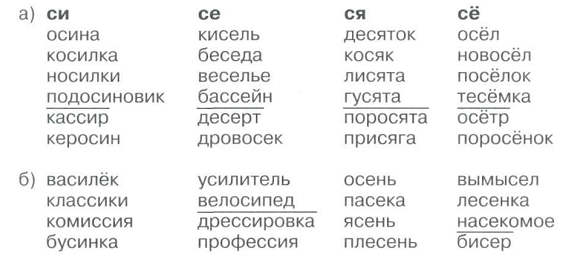 а) си се ся сё
осина кисель десяток осёл
косилка беседа косяк новосёл
носилки веселье лисята посёлок
подосиновик бассейн гусята тесёмка
кассир десерт поросята осётр
керосин дровосек присяга поросёнок
б) василёк усилитель осень вымысел
классики велосипед пасека лесенка
комиссия дрессировка ясень насекомое
бусинка профессия плесень бисер